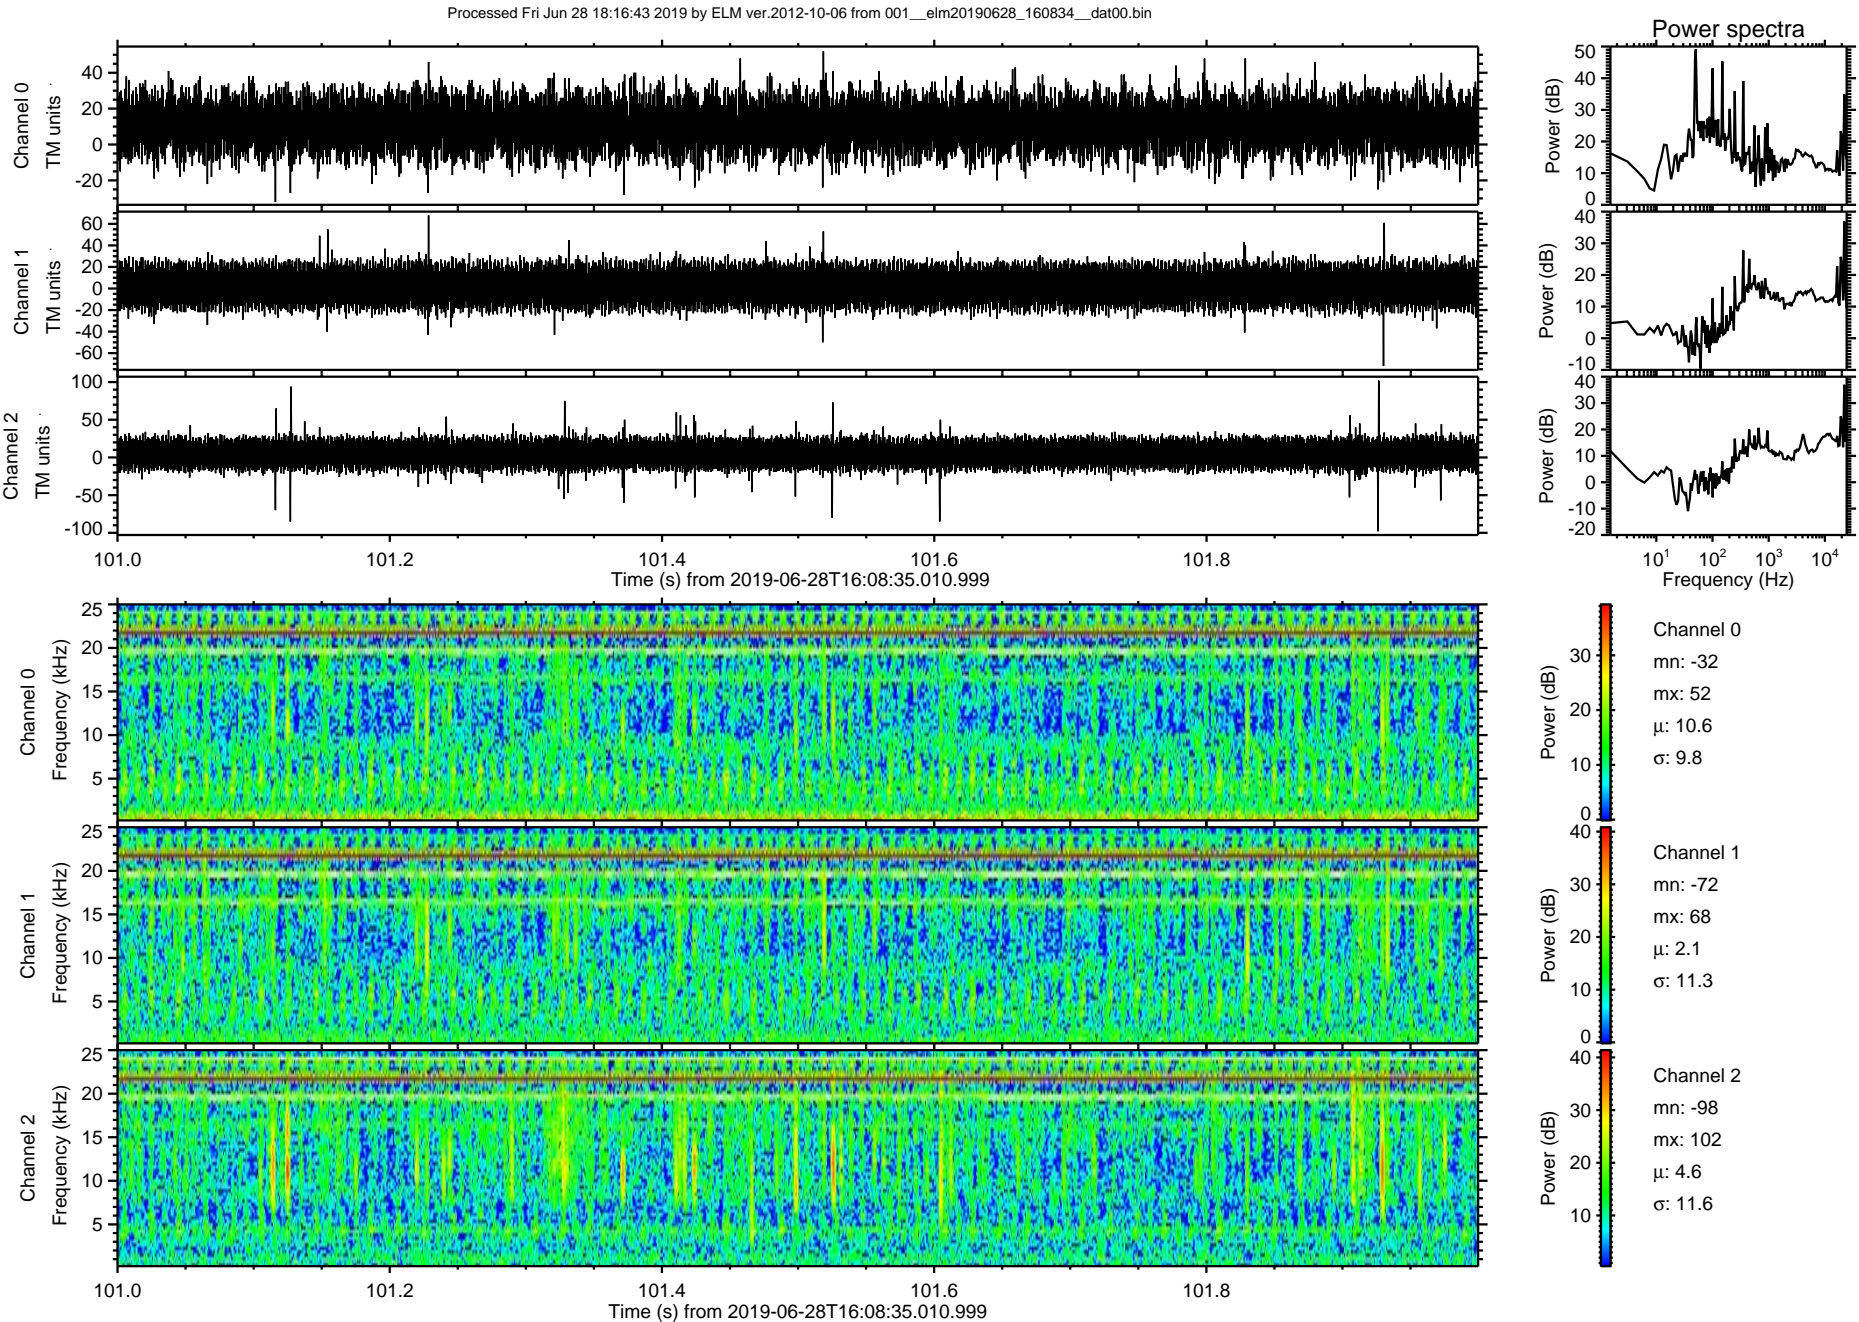 Processed Fri Jun 28 18:16:43 2019 by ELM ver.2012-10-06 from 001__elm20190628_160834__dat00.bin
Power spectra
Channel 0
TM units
40
20
0
-20
Power (dB)
50
40
30
20
10
0
Channel 1
TM units
60
40
20
0
-20
-40
-60
Power (dB)
40
30
20
10
0
-10
Channel 2
TM units
100
50
0
-50
-100
Power (dB)
40
30
20
10
0
-10
-20
101.0 101.2 101.4 101.6 101.8
Time (s) from 2019-06-28T16:08:35.010.999
10¹ 10² 10³ 10⁴
Frequency (Hz)
Channel 0
Frequency (kHz)
25
20
15
10
5
Power (dB)
30
20
10
0
Channel 0
mn: -32
mx: 52
μ: 10.6
σ: 9.8
Channel 1
Frequency (kHz)
25
20
15
10
5
Power (dB)
40
30
20
10
0
Channel 1
mn: -72
mx: 68
μ: 2.1
σ: 11.3
Channel 2
Frequency (kHz)
25
20
15
10
5
Power (dB)
40
30
20
10
Channel 2
mn: -98
mx: 102
μ: 4.6
σ: 11.6
101.0 101.2 101.4 101.6 101.8
Time (s) from 2019-06-28T16:08:35.010.999